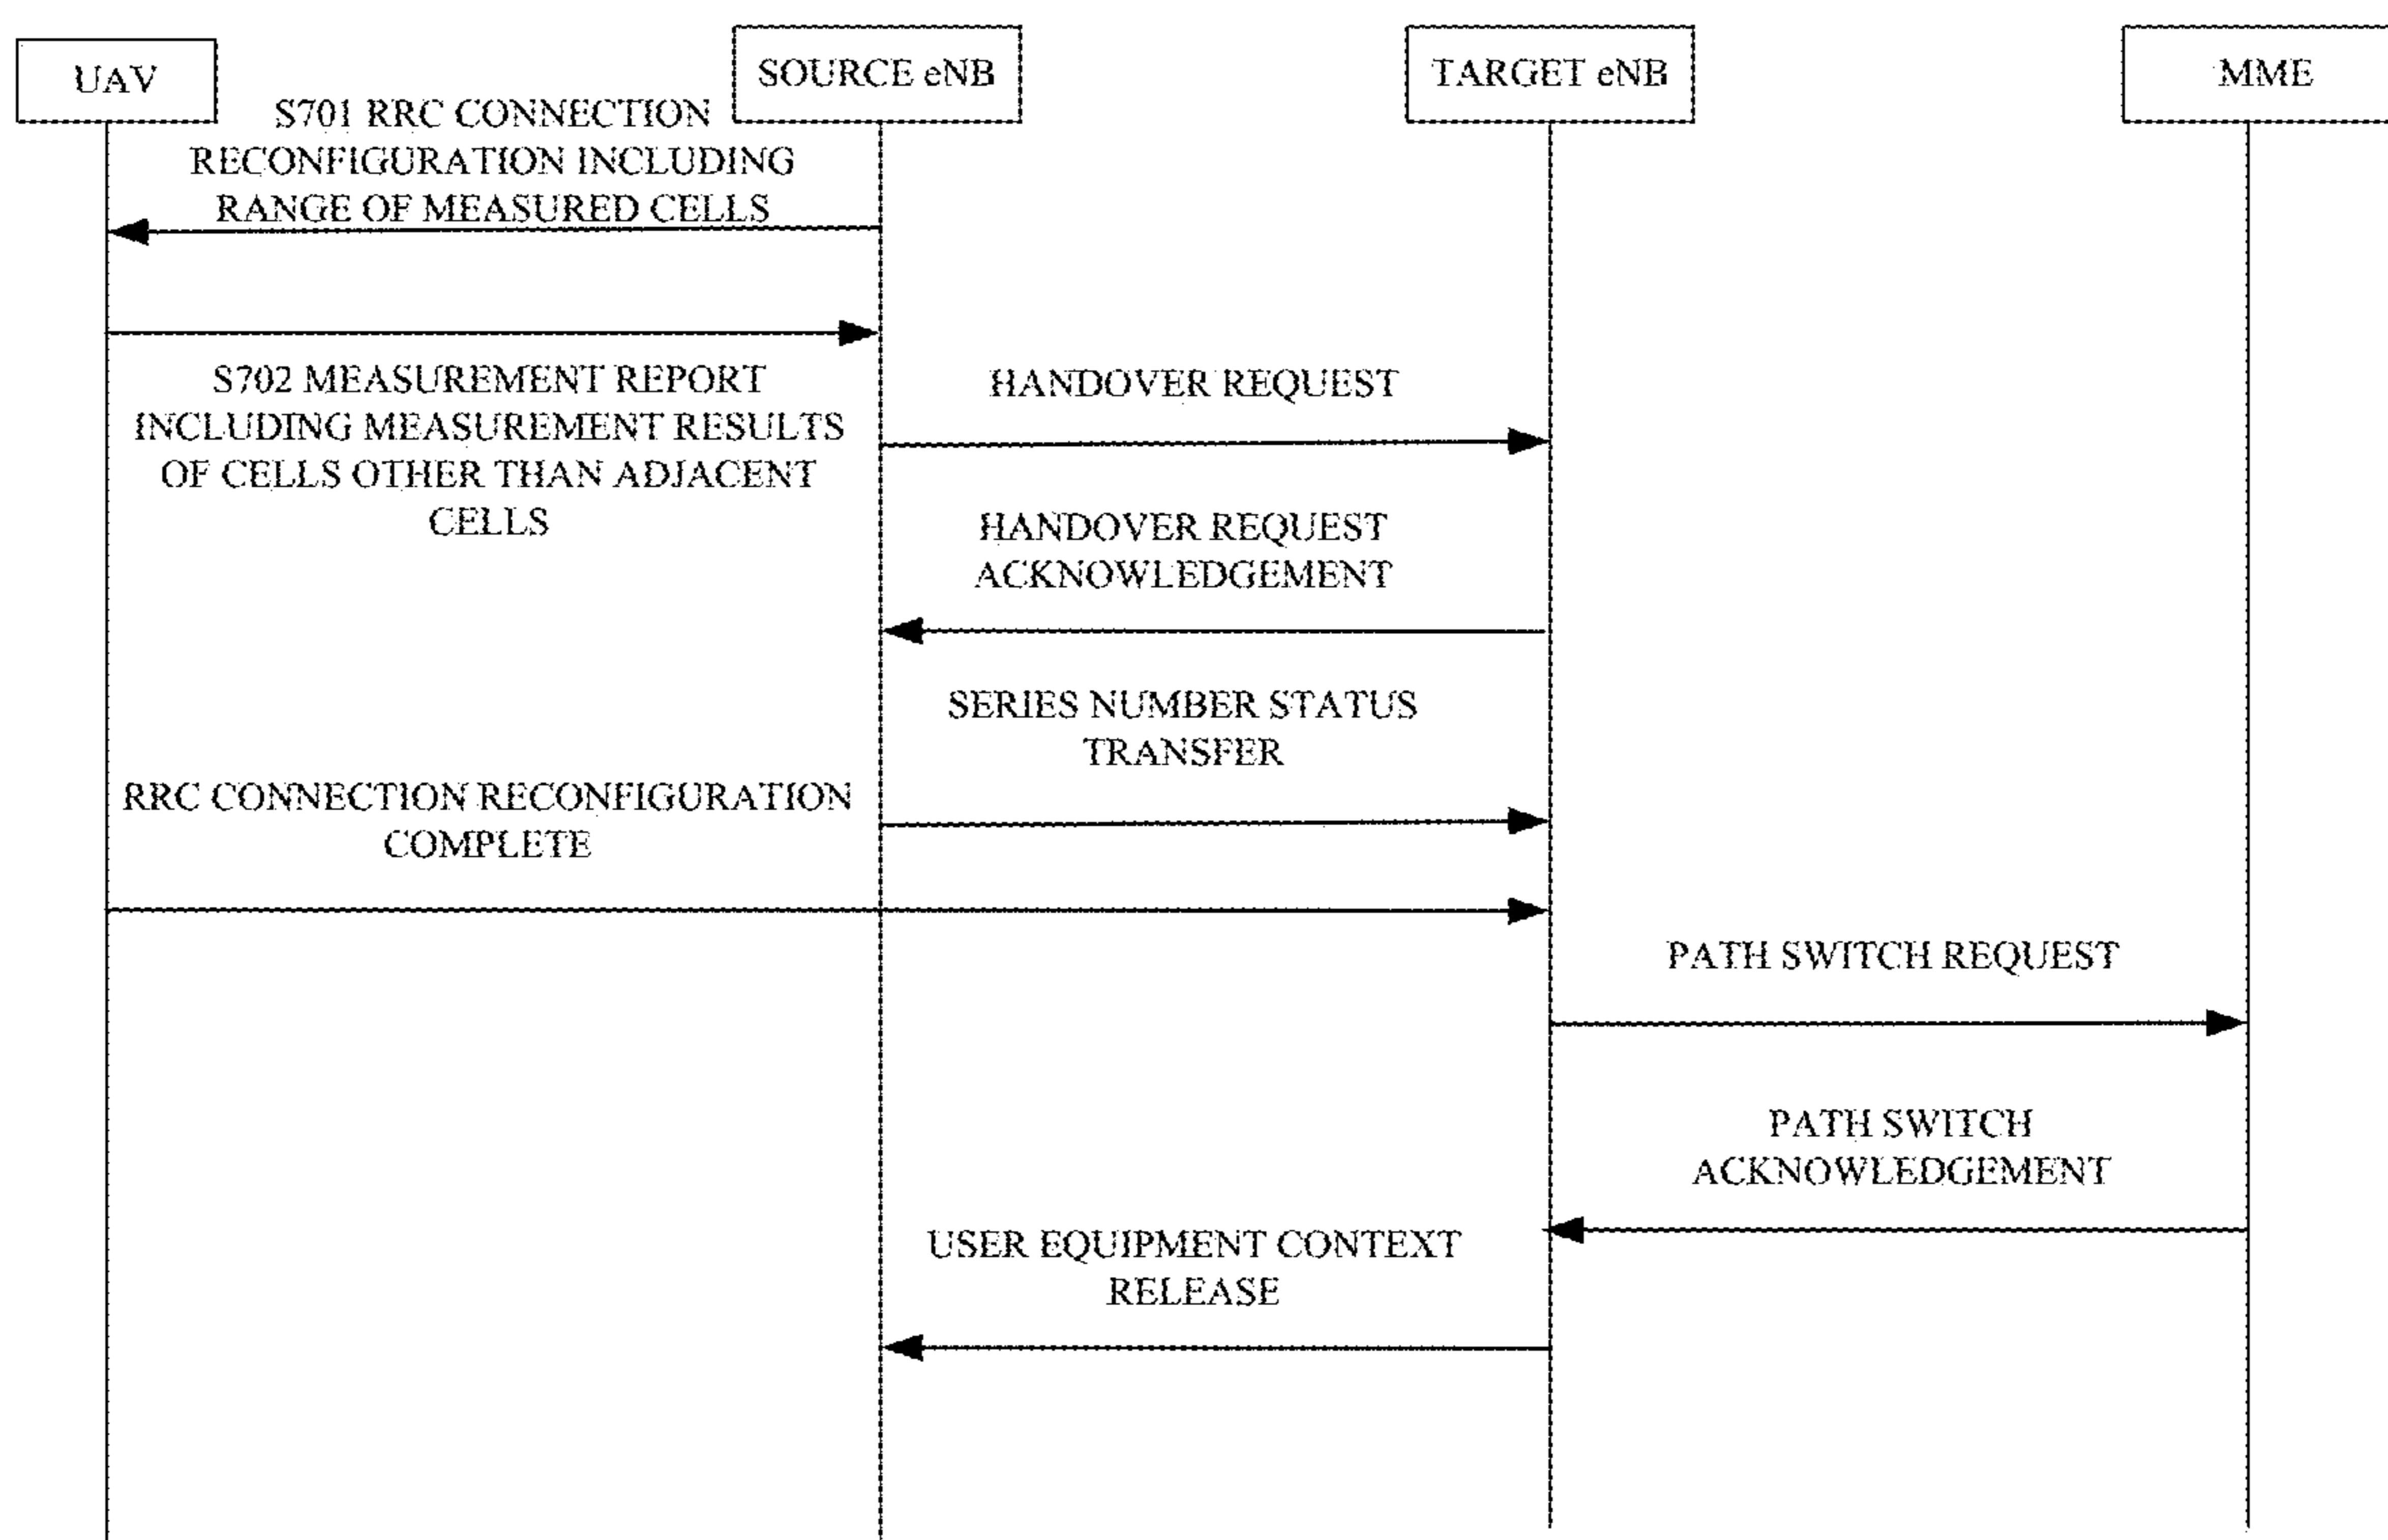 UAV
SOURCE eNB
TARGET eNB
MME
S701 RRC CONNECTION
RECONFIGURATION INCLUDING
RANGE OF MEASURED CELLS
S702 MEASUREMENT REPORT
INCLUDING MEASUREMENT RESULTS
OF CELLS OTHER THAN ADJACENT
CELLS
HANDOVER REQUEST
HANDOVER REQUEST
ACKNOWLEDGEMENT
SERIES NUMBER STATUS
TRANSFER
RRC CONNECTION RECONFIGURATION
COMPLETE
PATH SWITCH REQUEST
PATH SWITCH
ACKNOWLEDGEMENT
USER EQUIPMENT CONTEXT
RELEASE